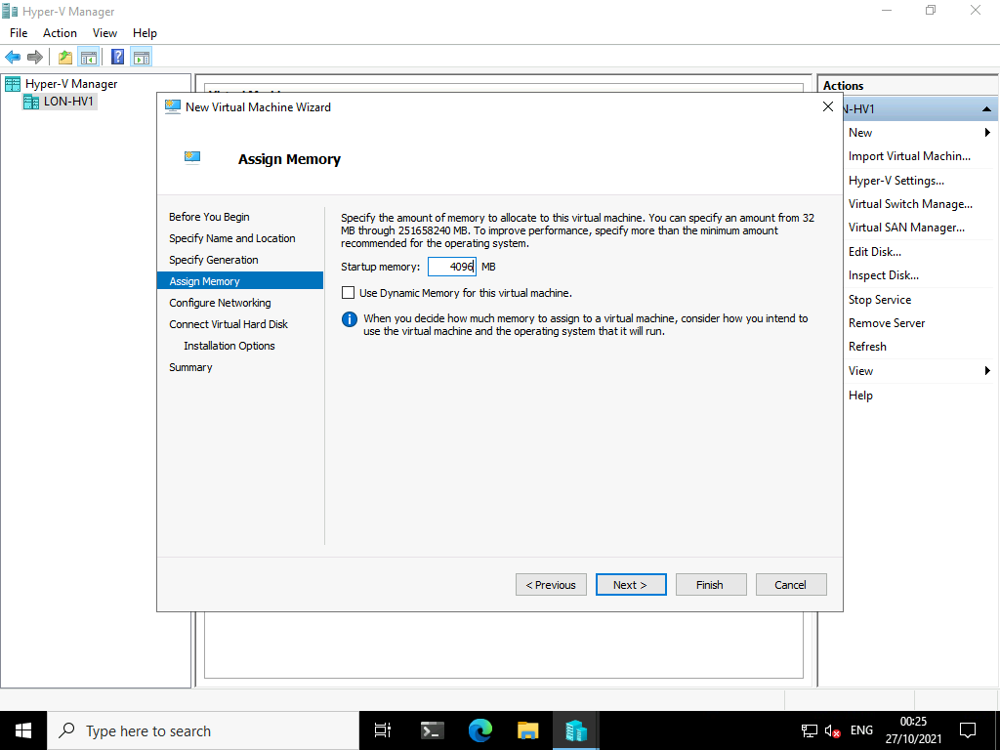 Hyper-V Manager
File Action View Help
Hyper-V Manager
LON-HV1
New Virtual Machine Wizard
Assign Memory
Before You Begin
Specify Name and Location
Specify Generation
Assign Memory
Configure Networking
Connect Virtual Hard Disk
Installation Options
Summary
Specify the amount of memory to allocate to this virtual machine. You can specify an amount from 32
MB through 251658240 MB. To improve performance, specify more than the minimum amount
recommended for the operating system.
Startup memory: 4096 MB
Use Dynamic Memory for this virtual machine.
When you decide how much memory to assign to a virtual machine, consider how you intend to
use the virtual machine and the operating system that it will run.
< Previous Next > Finish Cancel
Actions
N-HV1
New
Import Virtual Machin...
Hyper-V Settings...
Virtual Switch Manage...
Virtual SAN Manager...
Edit Disk...
Inspect Disk...
Stop Service
Remove Server
Refresh
View
Help
Type here to search
ENG
00:25
27/10/2021